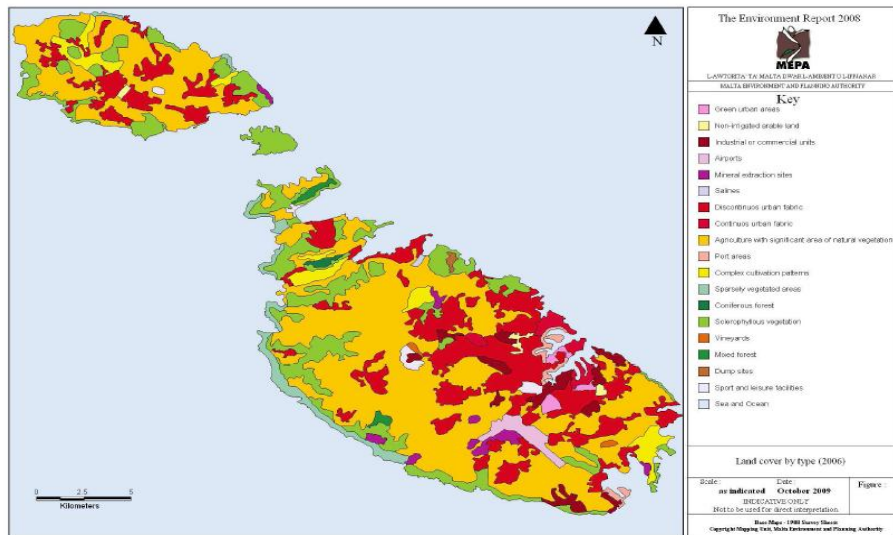 N
0 2.5 5
Kilometers
The Environment Report 2008
MEPA
L-AWTORITA' TA' MALTA DWAR L-AMBJENT U L-IPPJANAR
MALTA ENVIRONMENT AND PLANNING AUTHORITY
Key
Green urban areas
Non-irrigated arable land
Industrial or commercial units
Airports
Mineral extraction sites
Salines
Discontinuos urban fabric
Continuos urban fabric
Agriculture with significant area of natural vegetation
Port areas
Complex cultivation patterns
Sparsely vegetated areas
Coniferous forest
Sclerophyllous vegetation
Vineyards
Mixed forest
Dump sites
Sport and leisure facilities
Sea and Ocean
Land cover by type (2006)
Scale : Date : Figure :
as indicated October 2009
INDICATIVE ONLY
Not to be used for direct interpretation
Base Maps - 1988 Survey Sheets
Copyright Mapping Unit, Malta Environment and Planning Authority